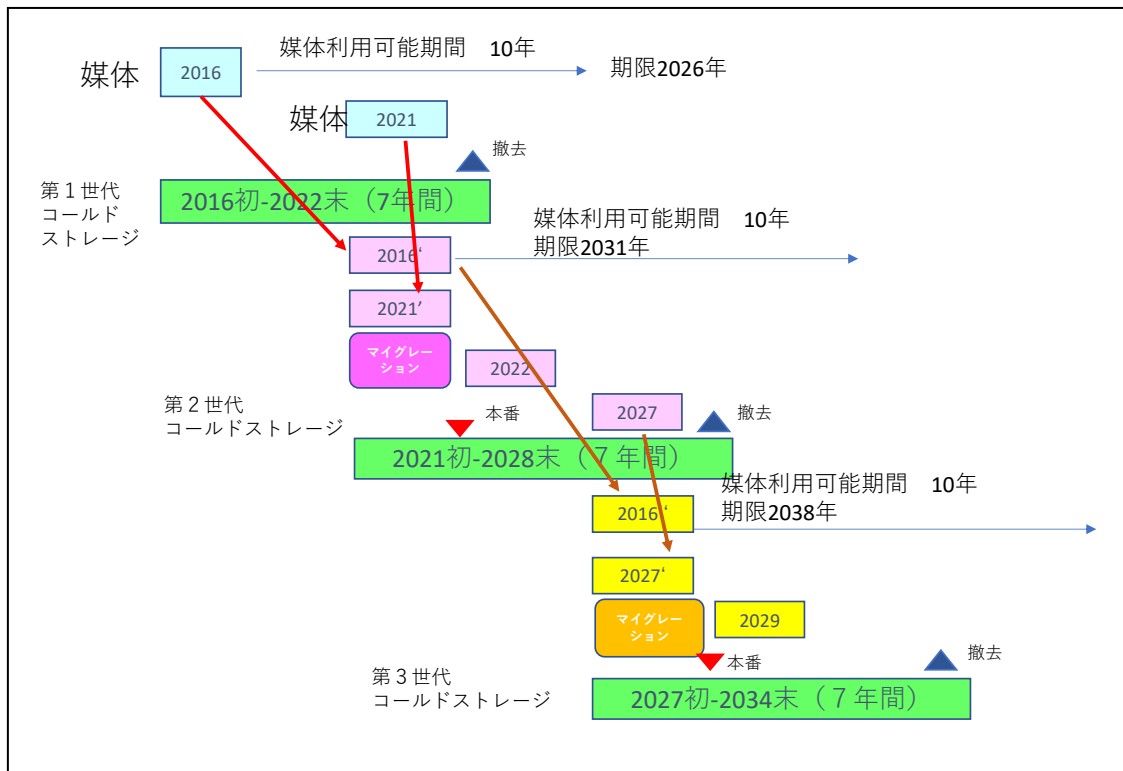 媒体利用可能期間　10年
媒体
2016
期限2026年
媒体
2021
撤去
第１世代
コールド
ストレージ
2016初-2022末（7年間）
媒体利用可能期間　10年
期限2031年
2016‘
2021’
マイグレー
ション
2022
第２世代
コールドストレージ
本番
2027
撤去
2021初-2028末（７年間）
媒体利用可能期間　10年
期限2038年
2016‘
2027‘
マイグレー
ション
2029
本番
撤去
第３世代
コールドストレージ
2027初-2034末（７年間）